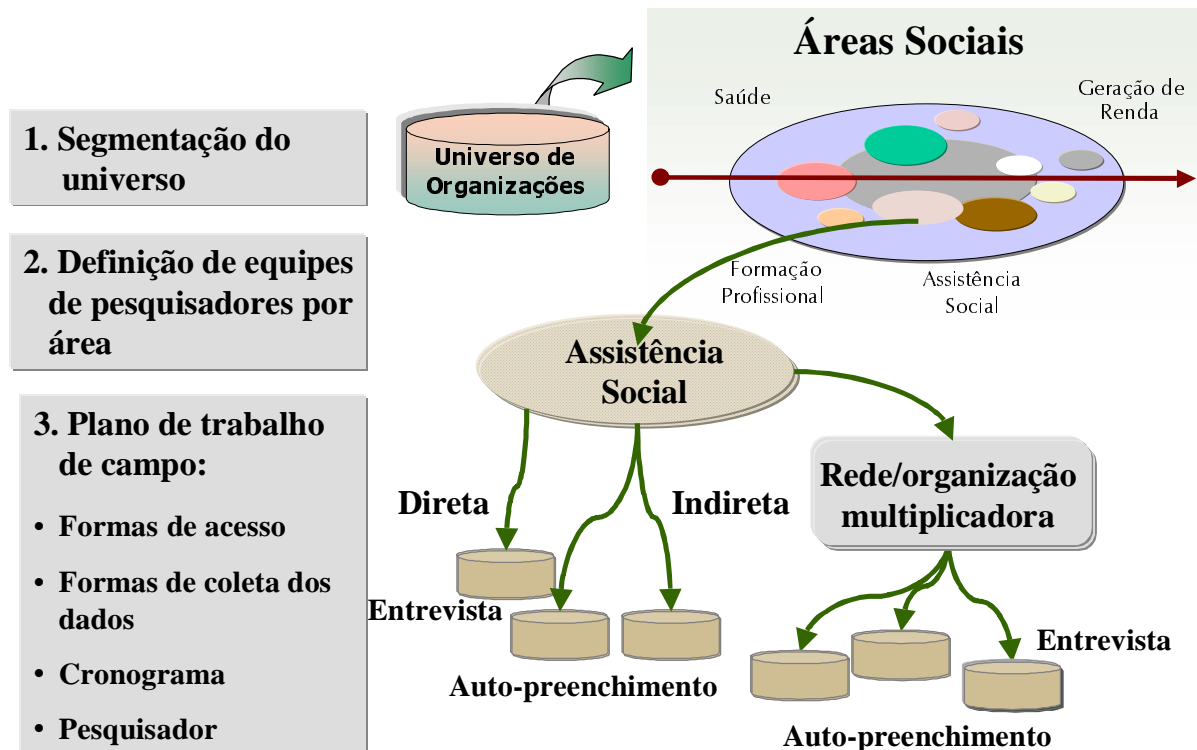 1. Segmentação do
universo
2. Definição de equipes
de pesquisadores por
área
3. Plano de trabalho
de campo:
• Formas de acesso
• Formas de coleta dos
dados
• Cronograma
• Pesquisador
Universo de
Organizações
Áreas Sociais
Saúde
Geração de
Renda
Formação
Profissional
Assistência
Social
Assistência
Social
Direta
Indireta
Rede/organização
multiplicadora
Entrevista
Auto-preenchimento
Entrevista
Auto-preenchimento